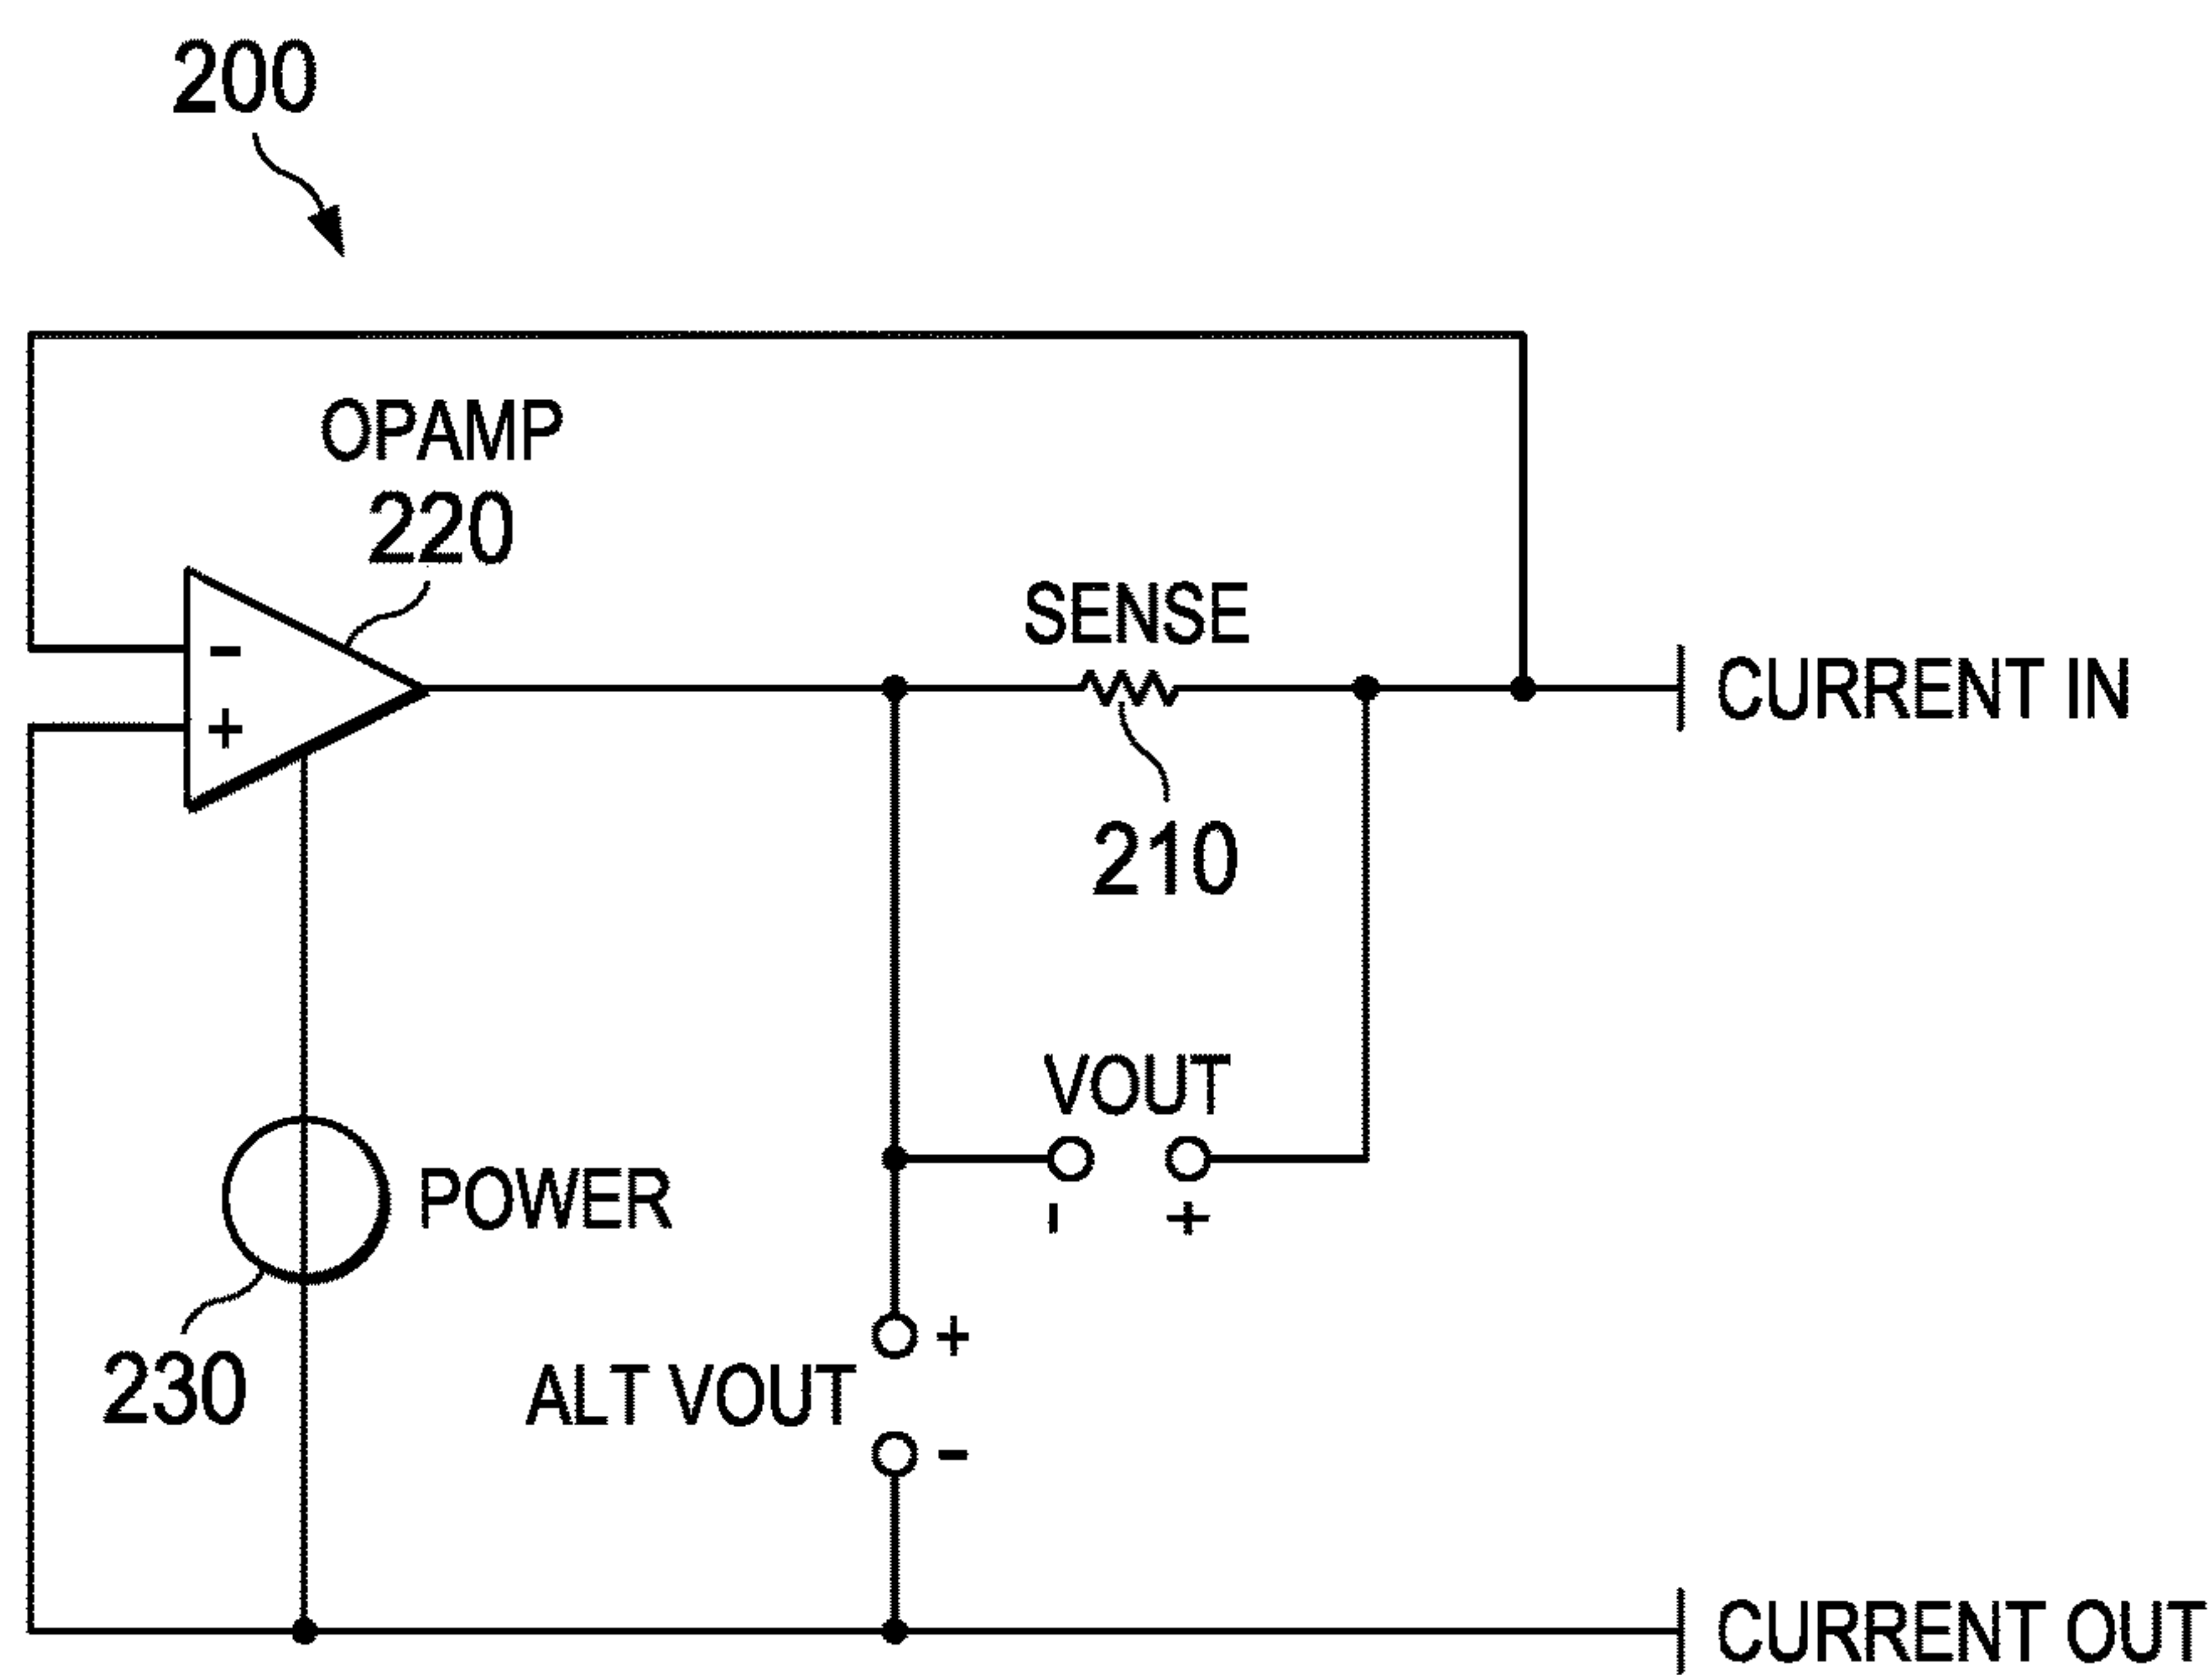 200
OPAMP
220
-
+
SENSE
210
CURRENT IN
VOUT
- +
POWER
230
+
ALT VOUT
-
CURRENT OUT